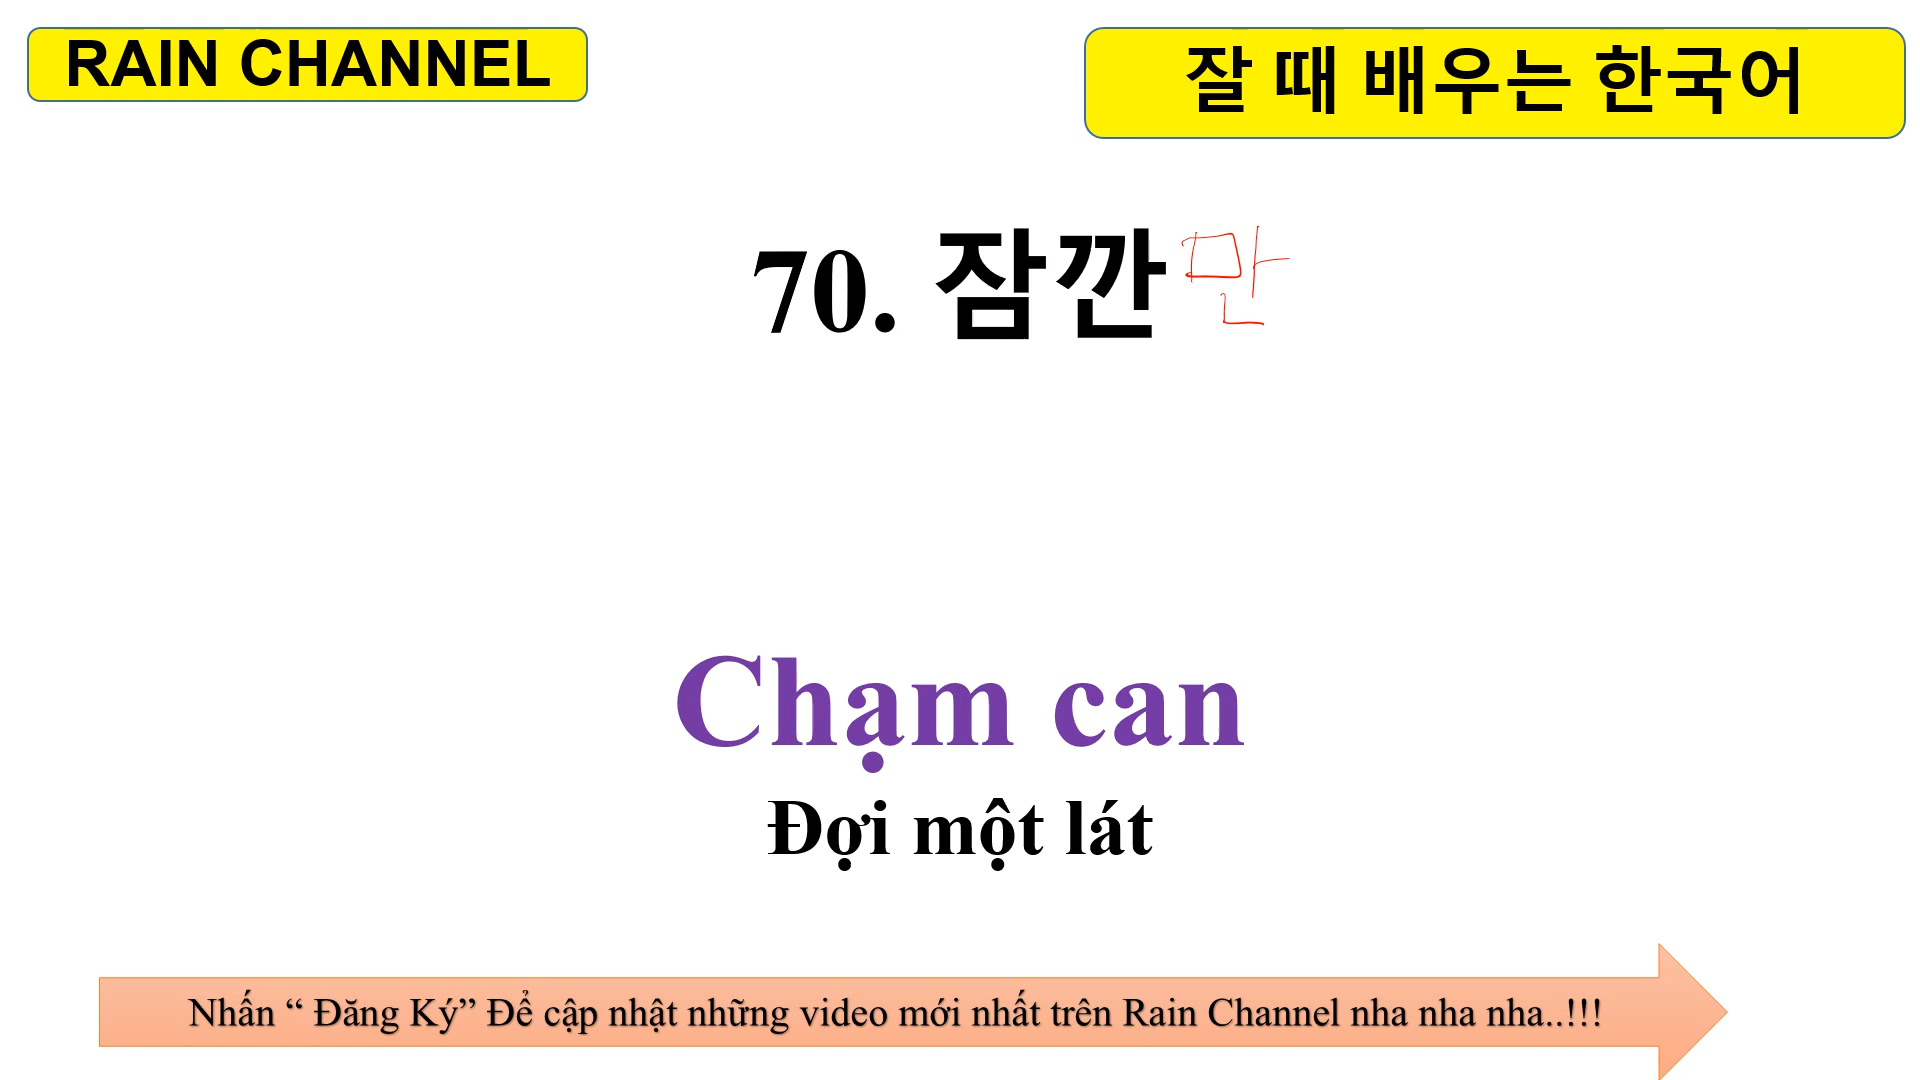 RAIN CHANNEL
잘 때 배우는 한국어
70. 잠깐만
Chạm can
Đợi một lát
Nhấn “ Đăng Ký” Để cập nhật những video mới nhất trên Rain Channel nha nha nha..!!!